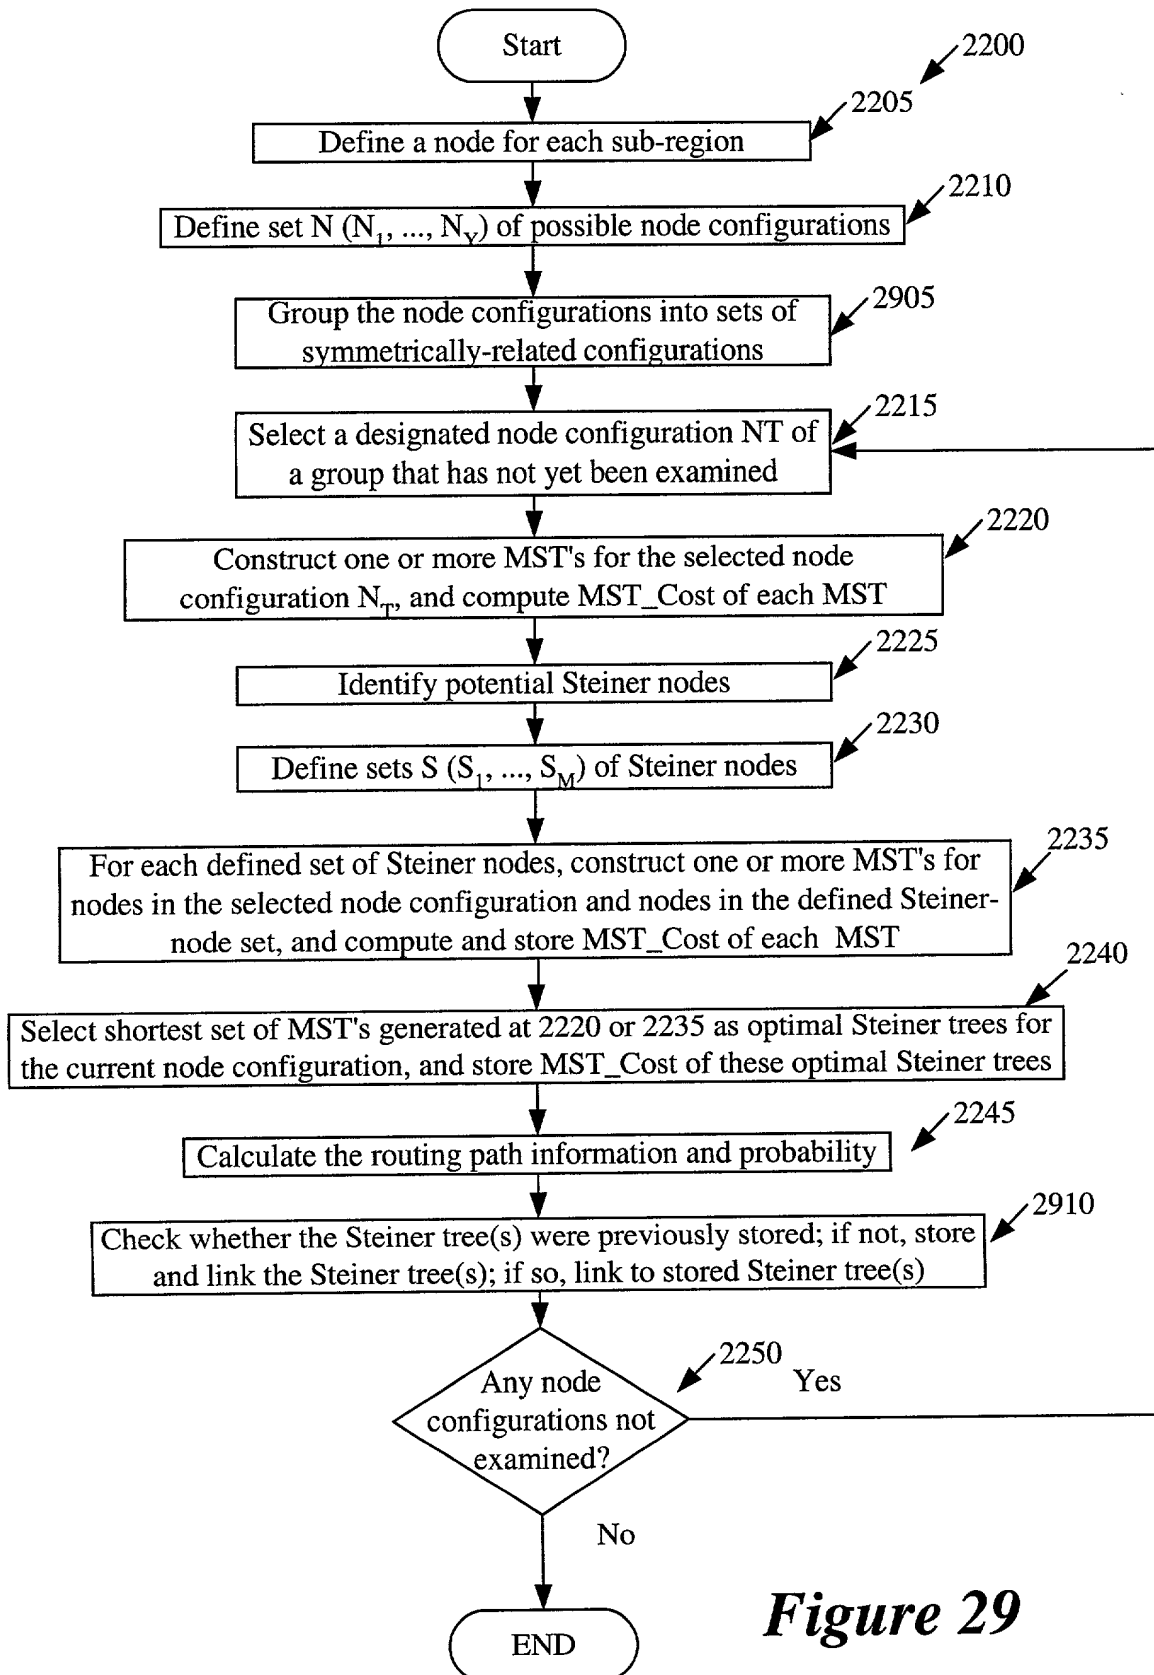 Start
2200
2205
Define a node for each sub-region
2210
Define set N (N₁, ..., N_Y) of possible node configurations
2905
Group the node configurations into sets of
symmetrically-related configurations
2215
Select a designated node configuration NT of
a group that has not yet been examined
2220
Construct one or more MST's for the selected node
configuration N_T, and compute MST_Cost of each MST
2225
Identify potential Steiner nodes
2230
Define sets S (S₁, ..., S_M) of Steiner nodes
2235
For each defined set of Steiner nodes, construct one or more MST's for
nodes in the selected node configuration and nodes in the defined Steiner-
node set, and compute and store MST_Cost of each MST
2240
Select shortest set of MST's generated at 2220 or 2235 as optimal Steiner trees for
the current node configuration, and store MST_Cost of these optimal Steiner trees
2245
Calculate the routing path information and probability
2910
Check whether the Steiner tree(s) were previously stored; if not, store
and link the Steiner tree(s); if so, link to stored Steiner tree(s)
2250
Any node
configurations not
examined?
Yes
No
END
Figure 29